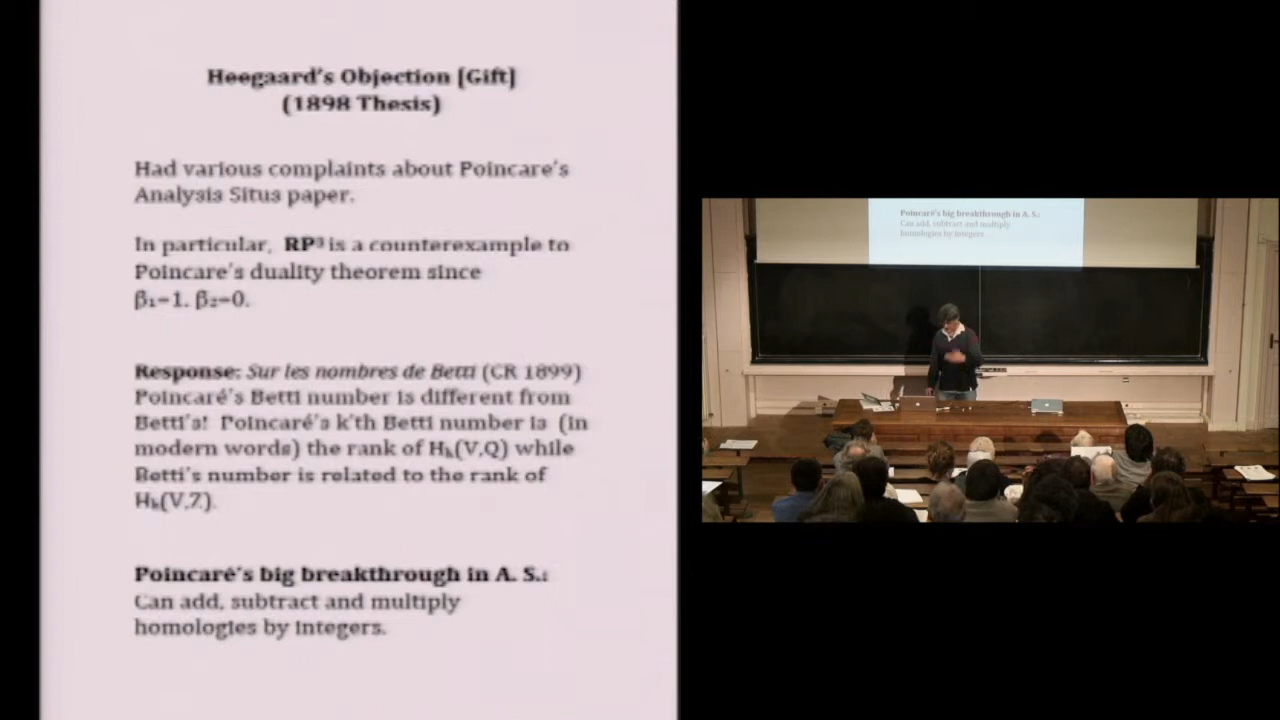 Heegaard's Objection [Gift]
(1898 Thesis)
Had various complaints about Poincare's
Analysis Situs paper.
In particular, RP³ is a counterexample to
Poincare's duality theorem since
β₁=1. β₂=0.
Response: Sur les nombres de Betti (CR 1899)
Poincaré's Betti number is different from
Betti's! Poincaré's k'th Betti number is (in
modern words) the rank of Hₖ(V,Q) while
Betti's number is related to the rank of
Hₖ(V,Z).
Poincaré's big breakthrough in A. S.:
Can add, subtract and multiply
homologies by integers.
Poincaré's big breakthrough in A. S.:
Can add, subtract and multiply
homologies by integers